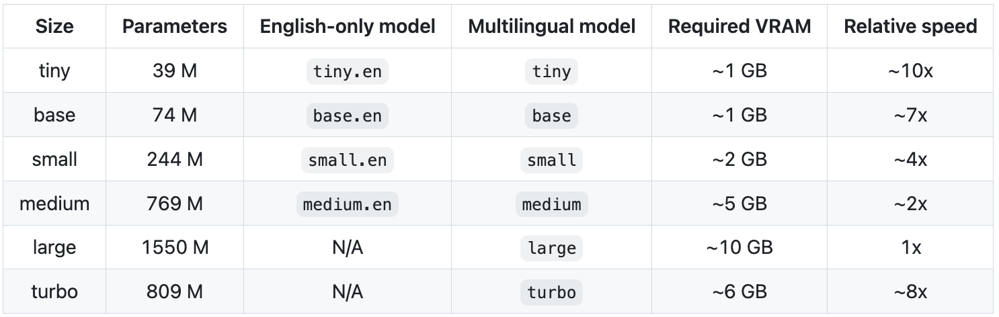 Size Parameters English-only model Multilingual model Required VRAM Relative speed
tiny 39 M tiny.en tiny ~1 GB ~10x
base 74 M base.en base ~1 GB ~7x
small 244 M small.en small ~2 GB ~4x
medium 769 M medium.en medium ~5 GB ~2x
large 1550 M N/A large ~10 GB 1x
turbo 809 M N/A turbo ~6 GB ~8x